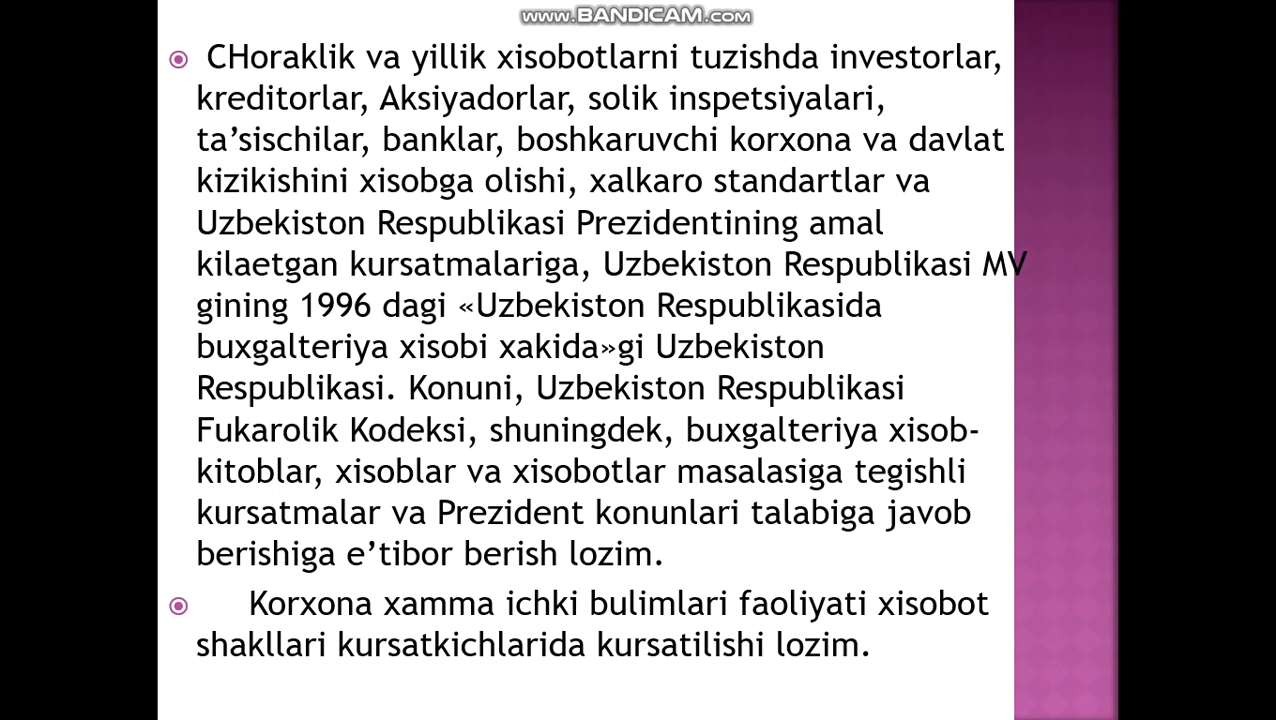 www.BANDICAM.com
CHoraklik va yillik xisobotlarni tuzishda investorlar,
kreditorlar, Aksiyadorlar, solik inspetsiyalari,
ta’sischilar, banklar, boshkaruvchi korxona va davlat
kizikishini xisobga olishi, xalkaro standartlar va
Uzbekiston Respublikasi Prezidentining amal
kilaetgan kursatmalariga, Uzbekiston Respublikasi MV
gining 1996 dagi «Uzbekiston Respublikasida
buxgalteriya xisobi xakida»gi Uzbekiston
Respublikasi. Konuni, Uzbekiston Respublikasi
Fukarolik Kodeksi, shuningdek, buxgalteriya xisob-
kitoblar, xisoblar va xisobotlar masalasiga tegishli
kursatmalar va Prezident konunlari talabiga javob
berishiga e’tibor berish lozim.
Korxona xamma ichki bulimlari faoliyati xisobot
shakllari kursatkichlarida kursatilishi lozim.